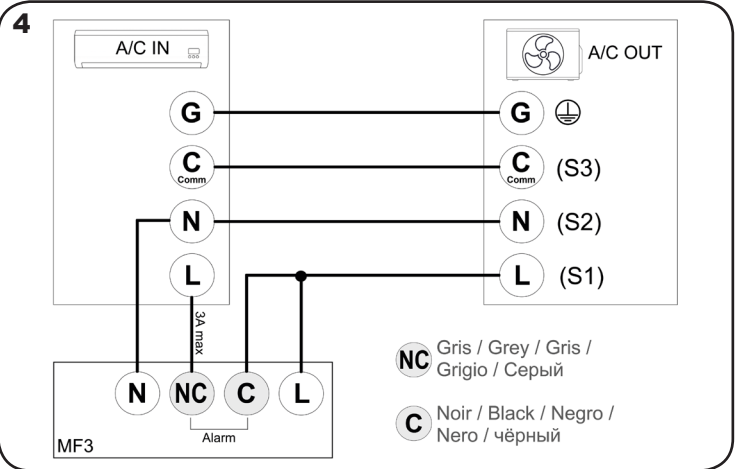 4
A/C IN
A/C OUT
G
G
C
Comm
C
Comm
(S3)
N
N
(S2)
L
L
(S1)
3A max
N
NC
C
L
Alarm
MF3
NC
Gris / Grey / Gris /
Grigio / Серый
C
Noir / Black / Negro /
Nero / чёрный